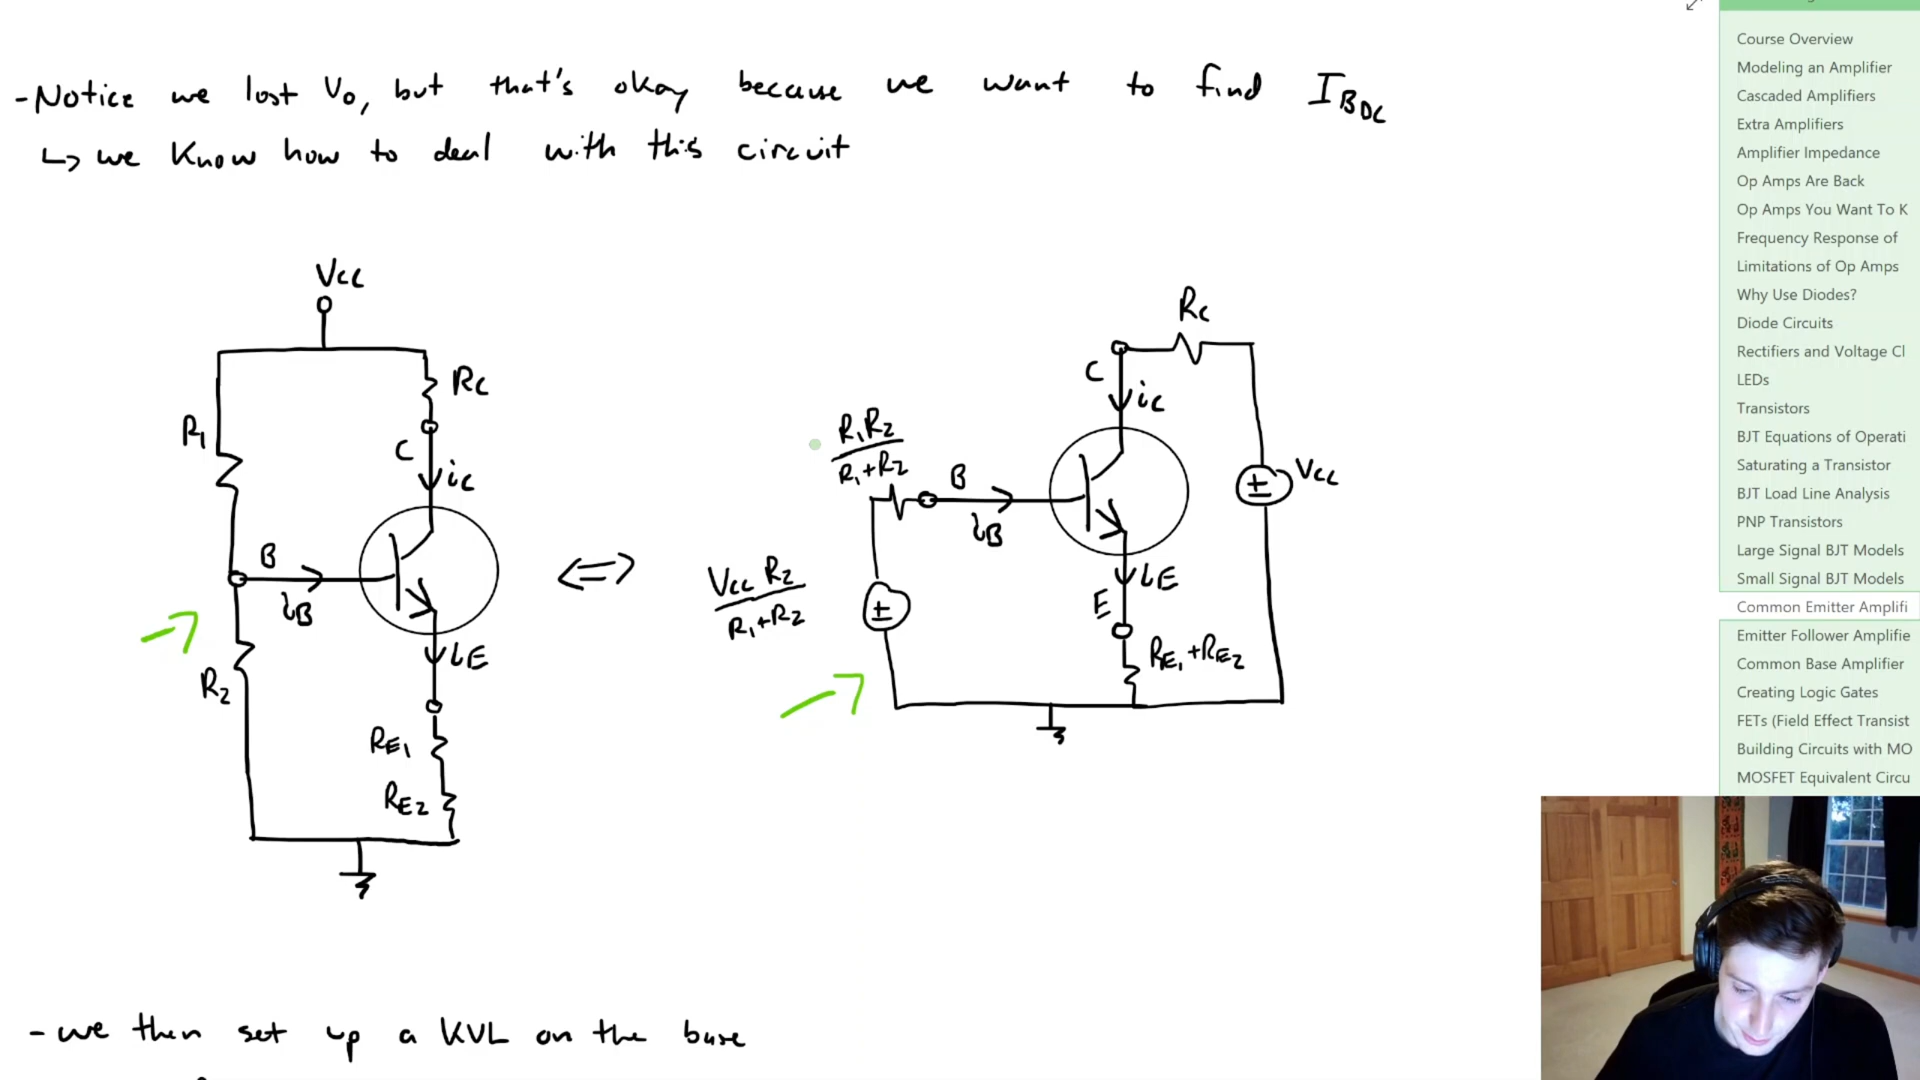 -Notice we lost Vo, but that's okay because we want to find IBDC
↳ we know how to deal with this circuit
Vcc
Rc
R1
C
ic
B
iB
iE
R2
RE1
RE2
Rc
C
ic
R1R2
R1+R2
B
iB
Vcc
Vcc R2
R1+R2
iE
E
RE1+RE2
- we then set up a KVL on the base
Course Overview
Modeling an Amplifier
Cascaded Amplifiers
Extra Amplifiers
Amplifier Impedance
Op Amps Are Back
Op Amps You Want To K
Frequency Response of
Limitations of Op Amps
Why Use Diodes?
Diode Circuits
Rectifiers and Voltage Cl
LEDs
Transistors
BJT Equations of Operati
Saturating a Transistor
BJT Load Line Analysis
PNP Transistors
Large Signal BJT Models
Small Signal BJT Models
Common Emitter Amplifi
Emitter Follower Amplifie
Common Base Amplifier
Creating Logic Gates
FETs (Field Effect Transist
Building Circuits with MO
MOSFET Equivalent Circu